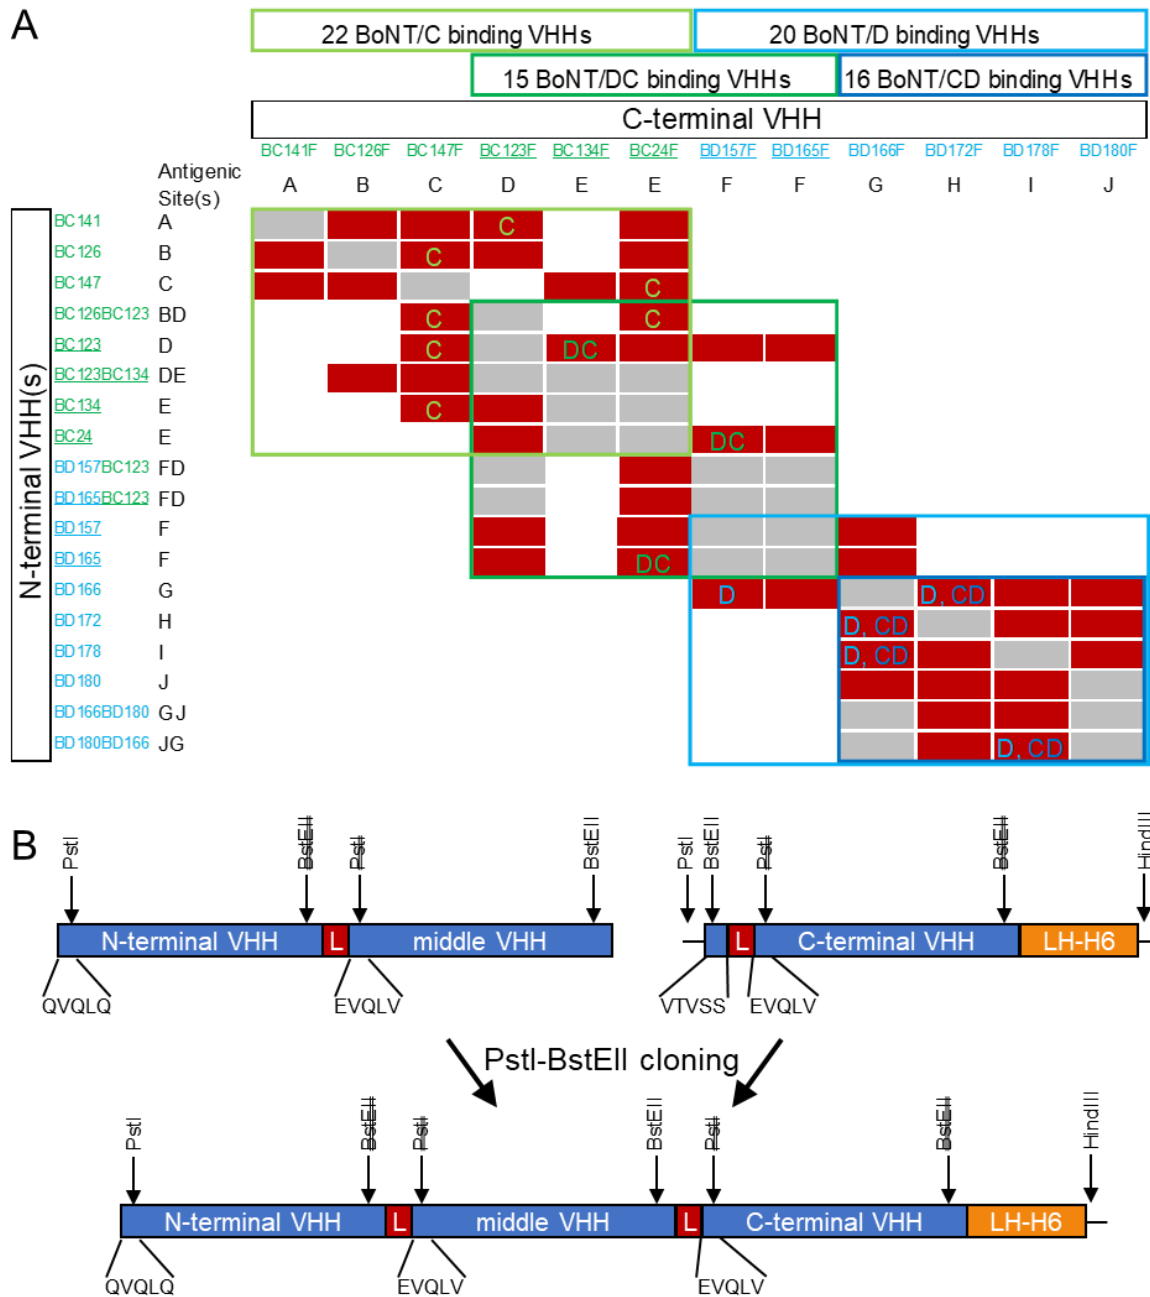 A
22 BoNT/C binding VHHs
20 BoNT/D binding VHHs
15 BoNT/DC binding VHHs
16 BoNT/CD binding VHHs
C-terminal VHH
BC141F BC126F BC147F BC123F BC134F BC24F BD157F BD165F BD166F BD172F BD178F BD180F
Antigenic
Site(s)
A B C D E E F F G H I J
N-terminal VHH(s)
BC141 A C
BC126 B C
BC147 C C
BC126BC123 BD C C
BC123 D C DC
BC123BC134 DE
BC134 E C
BC24 E DC
BD157BC123 FD
BD165BC123 FD
BD157 F
BD165 F DC
BD166 G D D, CD
BD172 H D, CD
BD178 I D, CD
BD180 J
BD166BD180 GJ
BD180BD166 JG D, CD
B
PstI BstEII PstI BstEII PstI BstEII PstI BstEII HindIII
N-terminal VHH L middle VHH L C-terminal VHH LH-H6
QVQLQ EVQLV VTVSS EVQLV
PstI-BstEII cloning
PstI BstEII PstI BstEII PstI BstEII HindIII
N-terminal VHH L middle VHH L C-terminal VHH LH-H6
QVQLQ EVQLV EVQLV